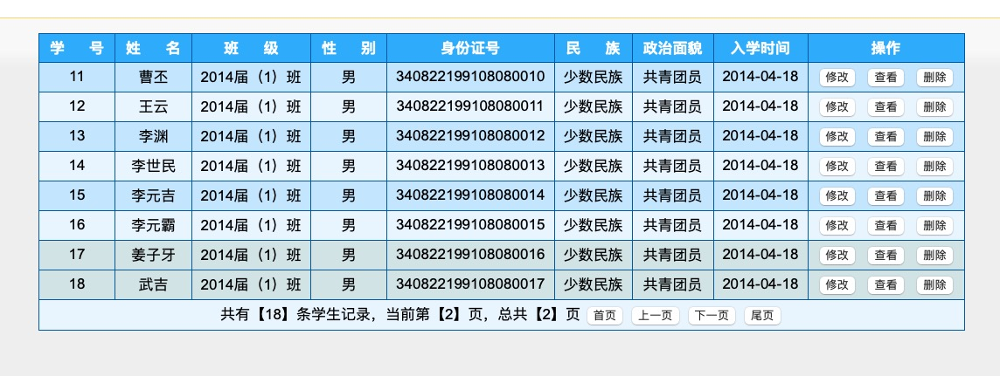 学 号 姓 名 班 级 性 别 身份证号 民 族 政治面貌 入学时间 操作
11 曹丕 2014届（1）班 男 340822199108080010 少数民族 共青团员 2014-04-18 修改 查看 删除
12 王云 2014届（1）班 男 340822199108080011 少数民族 共青团员 2014-04-18 修改 查看 删除
13 李渊 2014届（1）班 男 340822199108080012 少数民族 共青团员 2014-04-18 修改 查看 删除
14 李世民 2014届（1）班 男 340822199108080013 少数民族 共青团员 2014-04-18 修改 查看 删除
15 李元吉 2014届（1）班 男 340822199108080014 少数民族 共青团员 2014-04-18 修改 查看 删除
16 李元霸 2014届（1）班 男 340822199108080015 少数民族 共青团员 2014-04-18 修改 查看 删除
17 姜子牙 2014届（1）班 男 340822199108080016 少数民族 共青团员 2014-04-18 修改 查看 删除
18 武吉 2014届（1）班 男 340822199108080017 少数民族 共青团员 2014-04-18 修改 查看 删除
共有【18】条学生记录，当前第【2】页，总共【2】页 首页 上一页 下一页 尾页